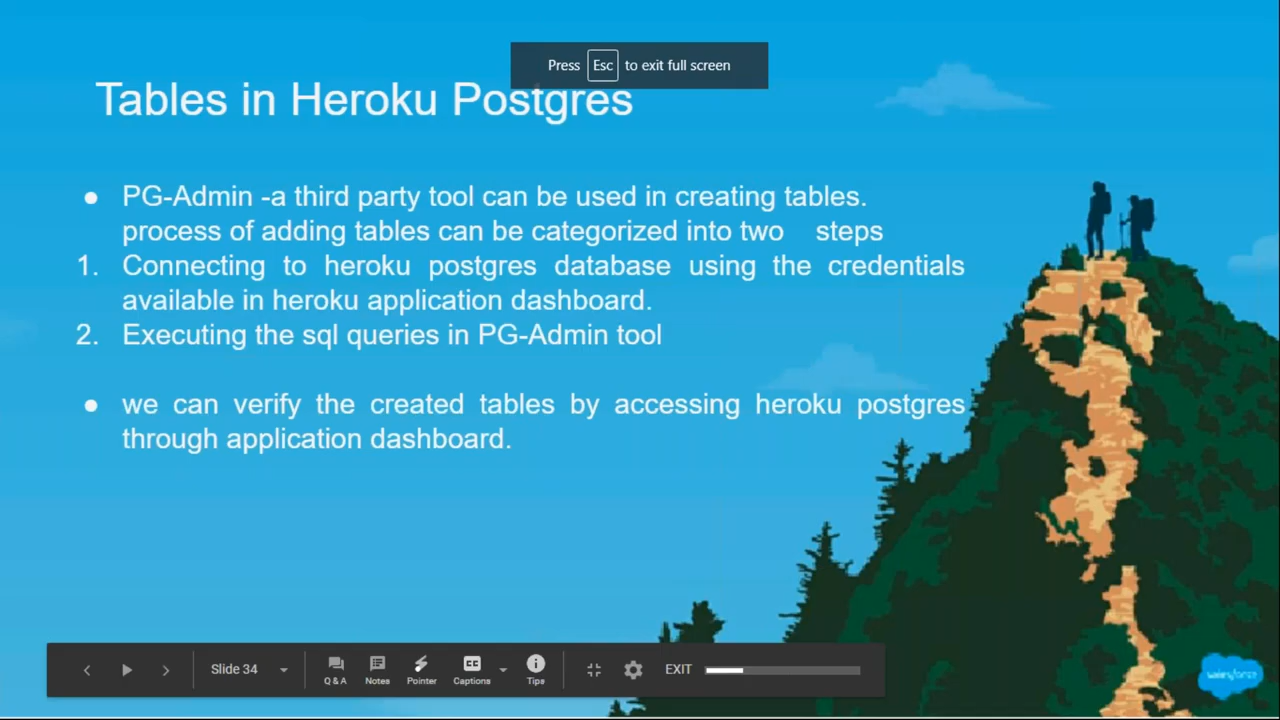 Press Esc to exit full screen
Tables in Heroku Postgres
● PG-Admin -a third party tool can be used in creating tables.
process of adding tables can be categorized into two steps
1. Connecting to heroku postgres database using the credentials
available in heroku application dashboard.
2. Executing the sql queries in PG-Admin tool
● we can verify the created tables by accessing heroku postgres
through application dashboard.
Slide 34
Q & A
Notes
Pointer
CC
Captions
Tips
EXIT